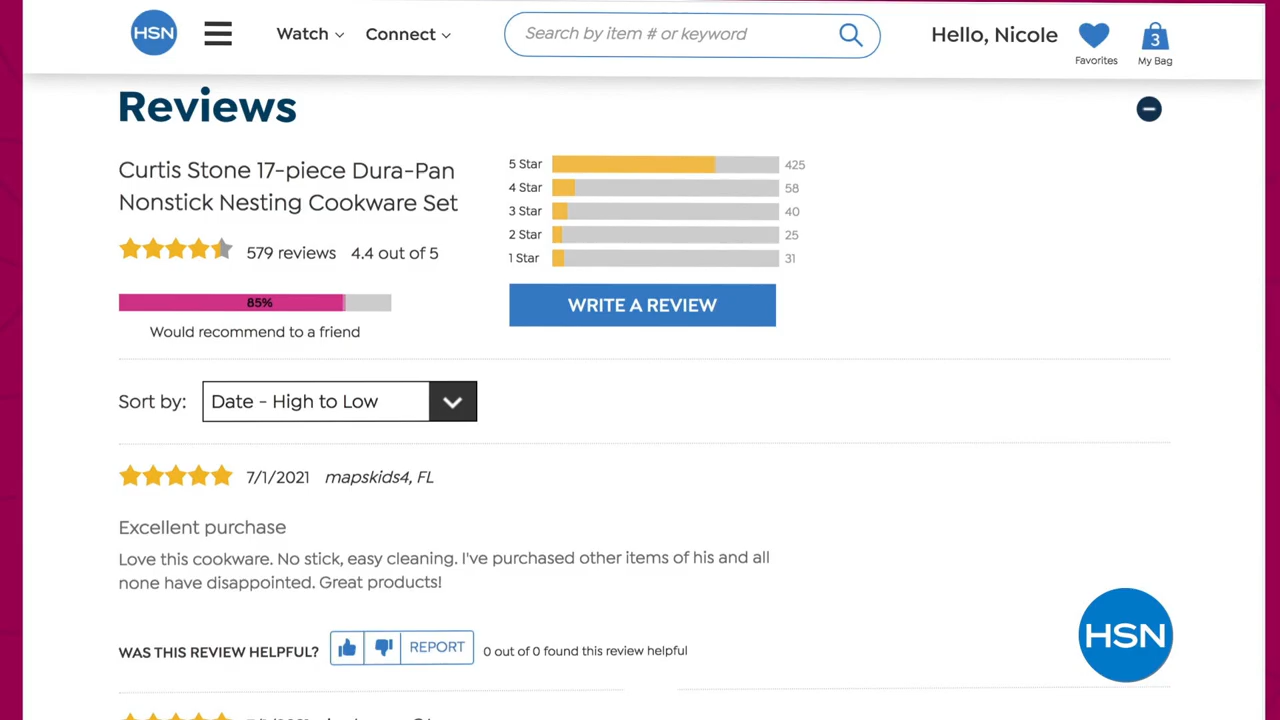 HSN
Watch
Connect
Search by item # or keyword
Hello, Nicole
Favorites
3
My Bag
Reviews
Curtis Stone 17-piece Dura-Pan
Nonstick Nesting Cookware Set
579 reviews 4.4 out of 5
85%
Would recommend to a friend
5 Star 425
4 Star 58
3 Star 40
2 Star 25
1 Star 31
WRITE A REVIEW
Sort by: Date - High to Low
7/1/2021 mapskids4, FL
Excellent purchase
Love this cookware. No stick, easy cleaning. I've purchased other items of his and all
none have disappointed. Great products!
WAS THIS REVIEW HELPFUL? REPORT 0 out of 0 found this review helpful
HSN